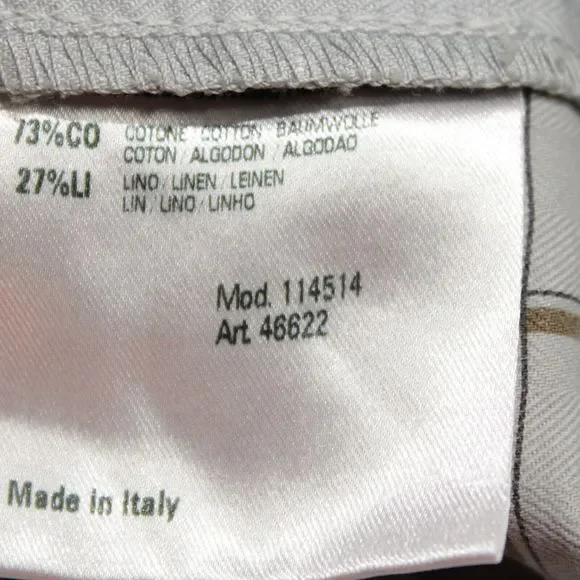 73%CO COTONE COTTON BAUMWOLLE
COTON / ALGODON / ALGODAO
27%LI LINO / LINEN / LEINEN
LIN / LINO / LINHO
Mod. 114514
Art. 46622
Made in Italy